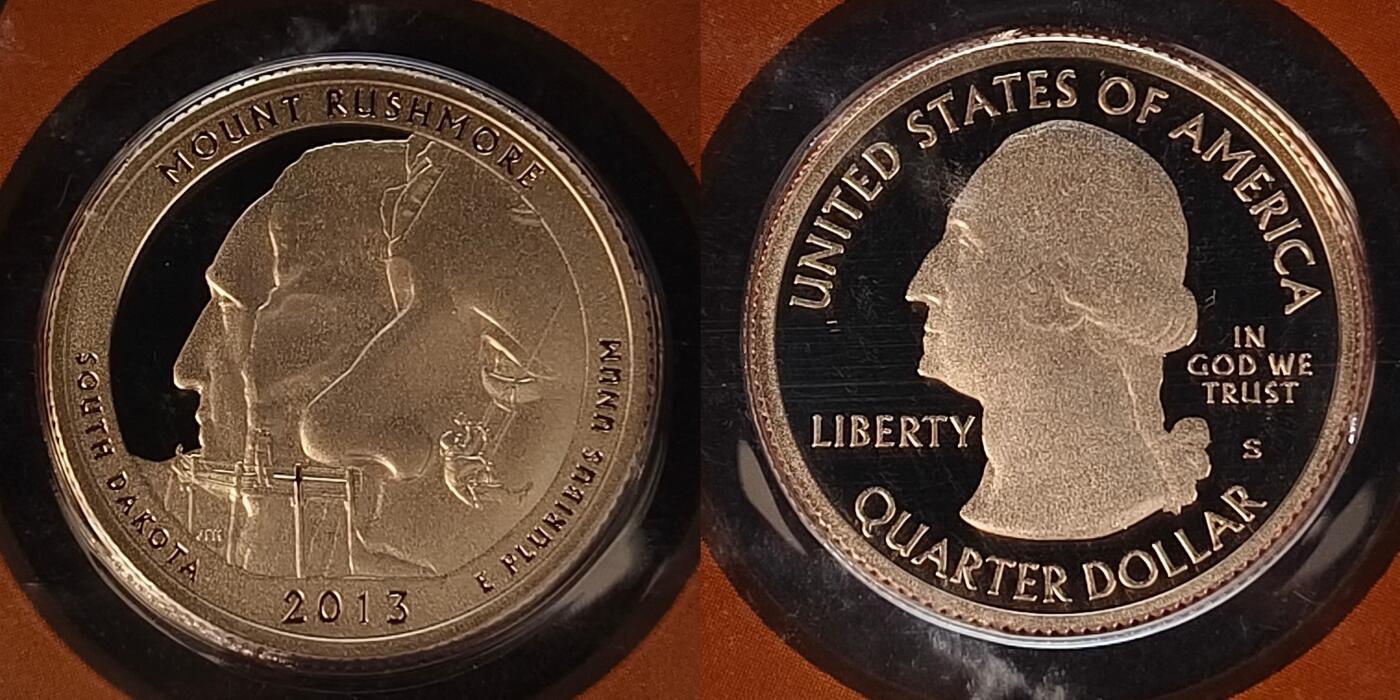 MOUNT RUSHMORE
SOUTH DAKOTA
E PLURIBUS UNUM
2013
UNITED STATES OF AMERICA
IN
GOD WE
TRUST
LIBERTY
S
QUARTER DOLLAR